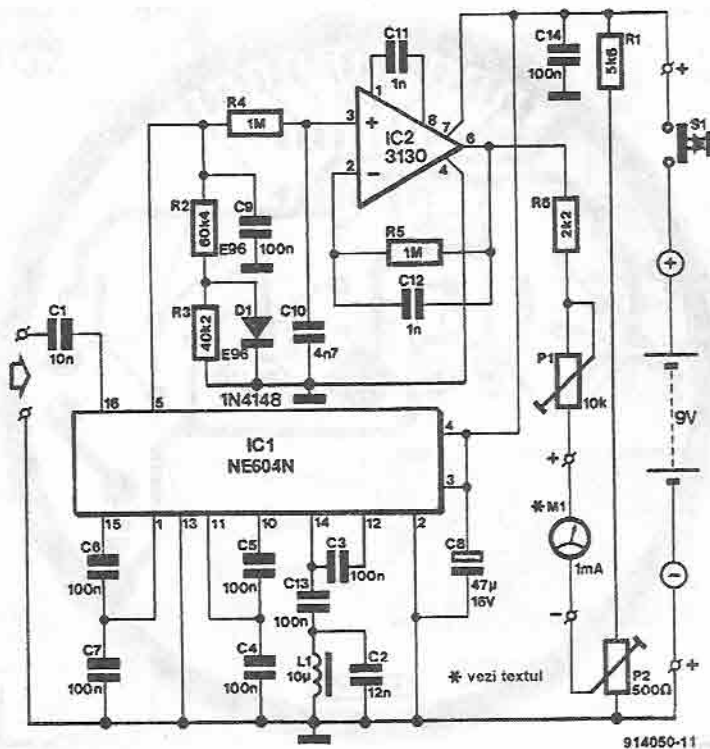 C11
1n
C14
100n
R1
5k6
+
R4
1M
1
3
+
IC2
3130
8
7
6
4
2
−
S1
R2
60k4
E96
C9
100n
R5
1M
C12
1n
R6
2k2
+
R3
40k2
E96
D1
1N4148
C10
4n7
C1
10n
P1
10k
9V
16
5
IC1
NE604N
4
3
+
* M1
1mA
−
−
15
1
13
11
10
14
12
2
C6
100n
C5
100n
C3
100n
C13
100n
C8
47µ
16V
C7
100n
C4
100n
L1
10µ
C2
12n
* vezi textul
P2
500Ω
+
914050-11